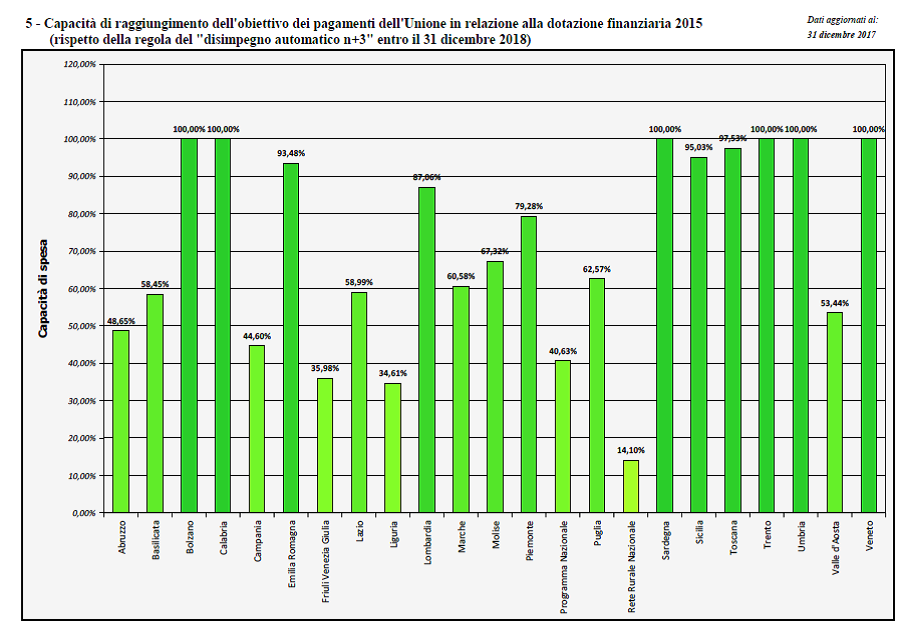 5 - Capacità di raggiungimento dell'obiettivo dei pagamenti dell'Unione in relazione alla dotazione finanziaria 2015
(rispetto della regola del "disimpegno automatico n+3" entro il 31 dicembre 2018)
Dati aggiornati al:
31 dicembre 2017
Capacità di spesa
120,00%
110,00%
100,00%
90,00%
80,00%
70,00%
60,00%
50,00%
40,00%
30,00%
20,00%
10,00%
0,00%
48,65%
58,45%
100,00%
100,00%
44,60%
93,48%
35,98%
58,99%
34,61%
87,06%
60,58%
67,32%
79,28%
40,63%
62,57%
14,10%
100,00%
95,03%
97,53%
100,00%
100,00%
53,44%
100,00%
Abruzzo
Basilicata
Bolzano
Calabria
Campania
Emilia Romagna
Friuli Venezia Giulia
Lazio
Liguria
Lombardia
Marche
Molise
Piemonte
Programma Nazionale
Puglia
Rete Rurale Nazionale
Sardegna
Sicilia
Toscana
Trento
Umbria
Valle d'Aosta
Veneto